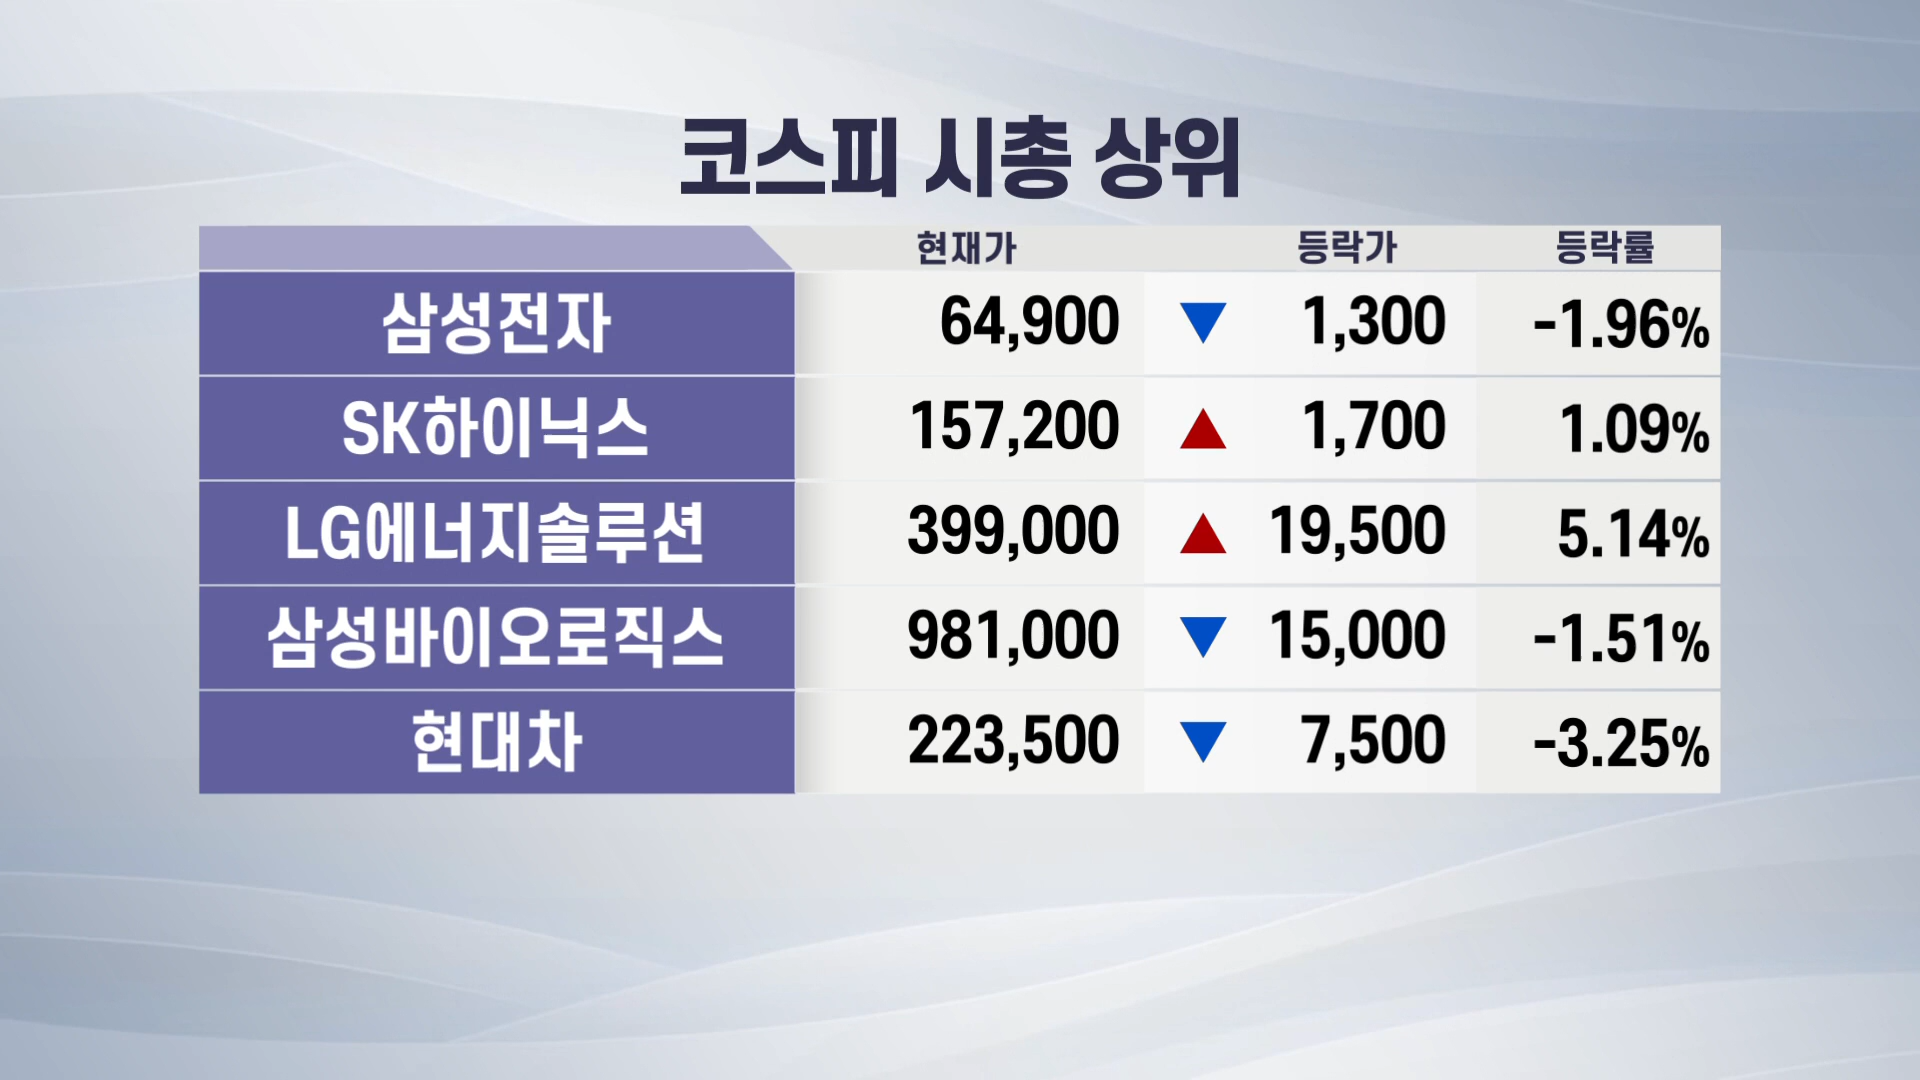 코스피 시총 상위
현재가 등락가 등락률
삼성전자 64,900 ▼ 1,300 -1.96%
SK하이닉스 157,200 ▲ 1,700 1.09%
LG에너지솔루션 399,000 ▲ 19,500 5.14%
삼성바이오로직스 981,000 ▼ 15,000 -1.51%
현대차 223,500 ▼ 7,500 -3.25%